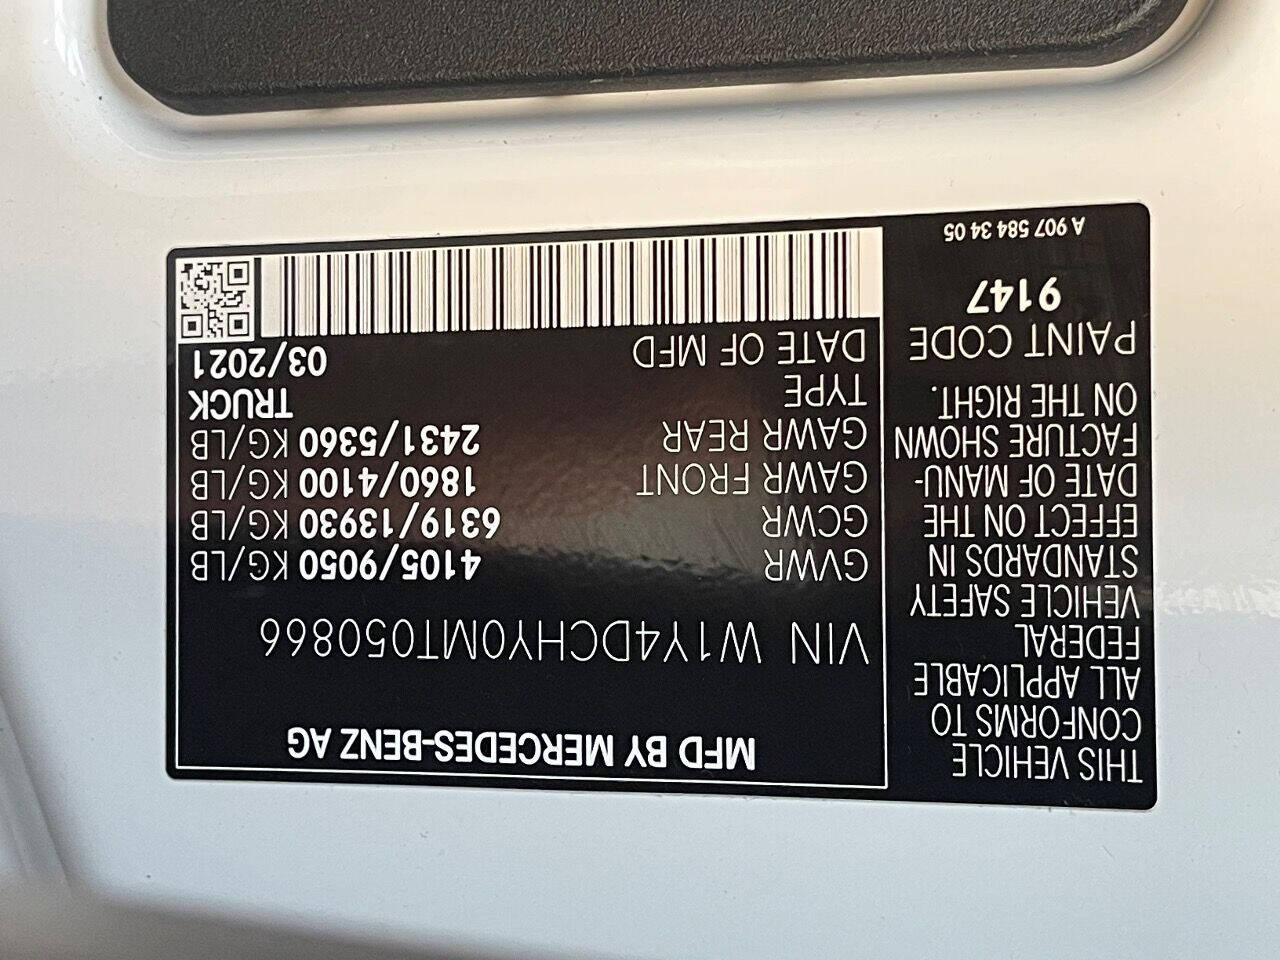 THIS VEHICLE
CONFORMS TO
ALL APPLICABLE
FEDERAL
VEHICLE SAFETY
STANDARDS IN
EFFECT ON THE
DATE OF MANU-
FACTURE SHOWN
ON THE RIGHT.
PAINT CODE
9147
A 907 584 34 05
MFD BY MERCEDES-BENZ AG
VIN W1Y4DCHY0MT050866
GVWR 4105/9050 KG/LB
GCWR 6319/13930 KG/LB
GAWR FRONT 1860/4100 KG/LB
GAWR REAR 2431/5360 KG/LB
TYPE TRUCK
DATE OF MFD 03/2021